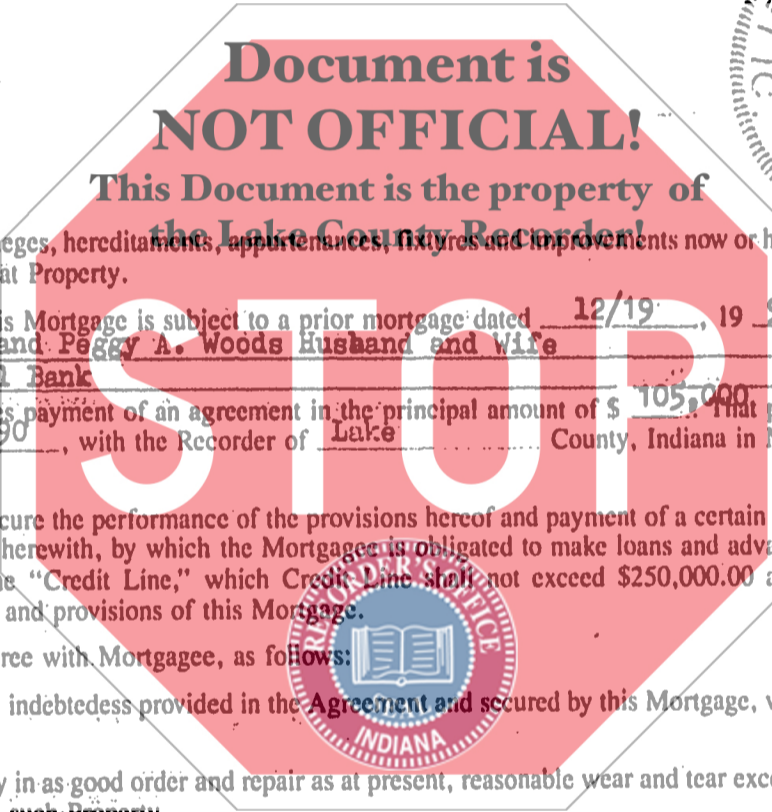 Document is
NOT OFFICIAL!
This Document is the property of
the Lake County Recorder!
eges, hereditaments, appurtenances, fixtures and improvements now or h
at Property.
is Mortgage is subject to a prior mortgage dated 12/19, 19
and Peggy A. Woods Husband and Wife
l Bank
s payment of an agreement in the principal amount of $ 105,000. That
90, with the Recorder of Lake County, Indiana in
STOP
cure the performance of the provisions hereof and payment of a certain
herewith, by which the Mortgagee is obligated to make loans and adva
e “Credit Line,” which Credit Line shall not exceed $250,000.00 a
and provisions of this Mortgage.
RECORDER'S OFFICE
ree with Mortgagee, as follows:
indebtedess provided in the Agreement and secured by this Mortgage, w
INDIANA
y in as good order and repair as at present, reasonable wear and tear exce
such Property